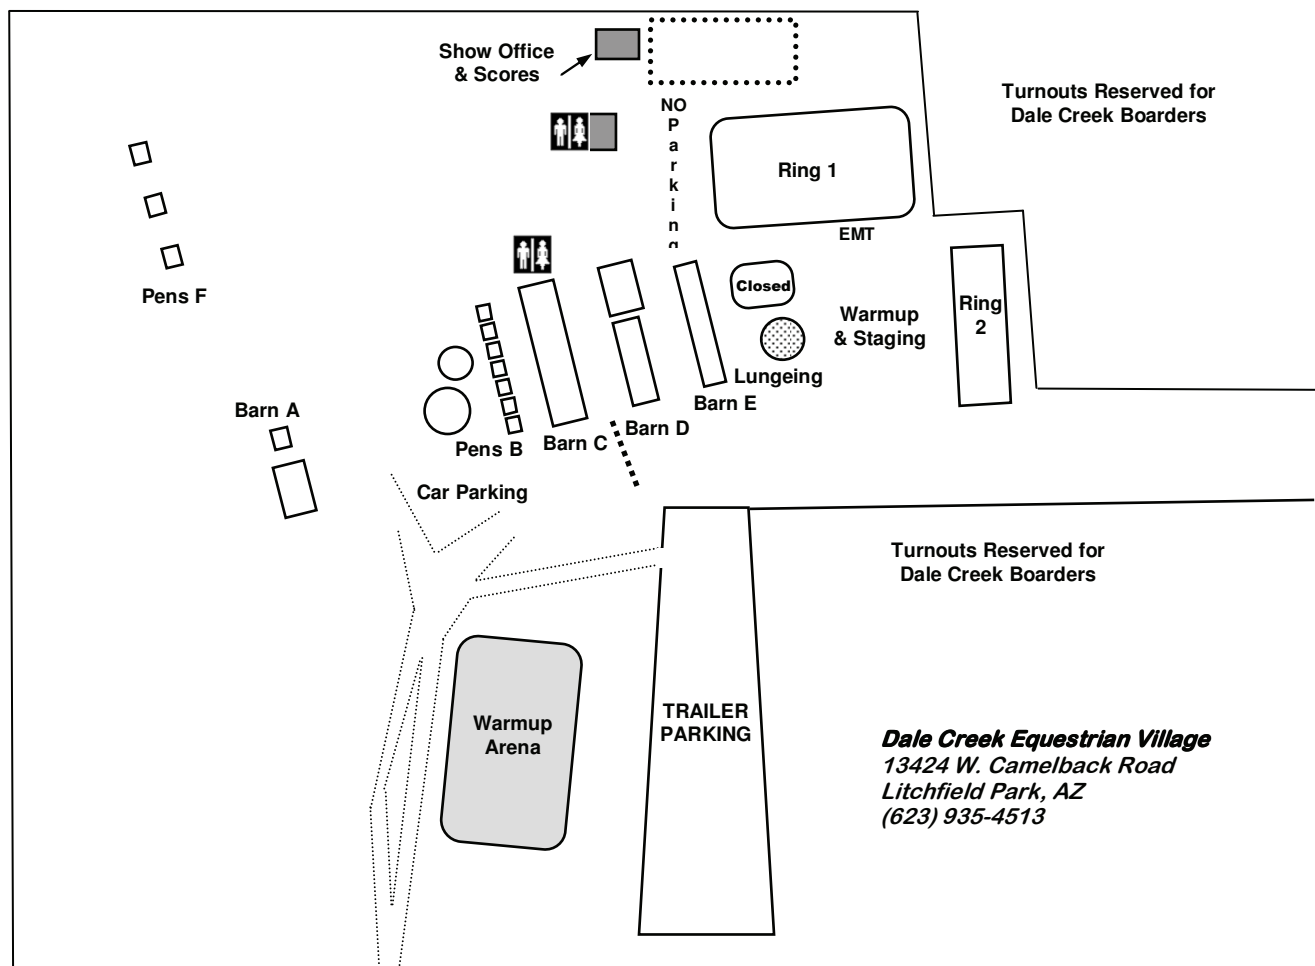 Show Office
& Scores
Turnouts Reserved for
Dale Creek Boarders
NO
P
a
r
k
i
n
g
Ring 1
EMT
Pens F
Closed
Warmup
& Staging
Ring
2
Lungeing
Barn E
Barn A
Barn D
Barn C
Pens B
Car Parking
Turnouts Reserved for
Dale Creek Boarders
Warmup
Arena
TRAILER
PARKING
Dale Creek Equestrian Village
13424 W. Camelback Road
Litchfield Park, AZ
(623) 935-4513